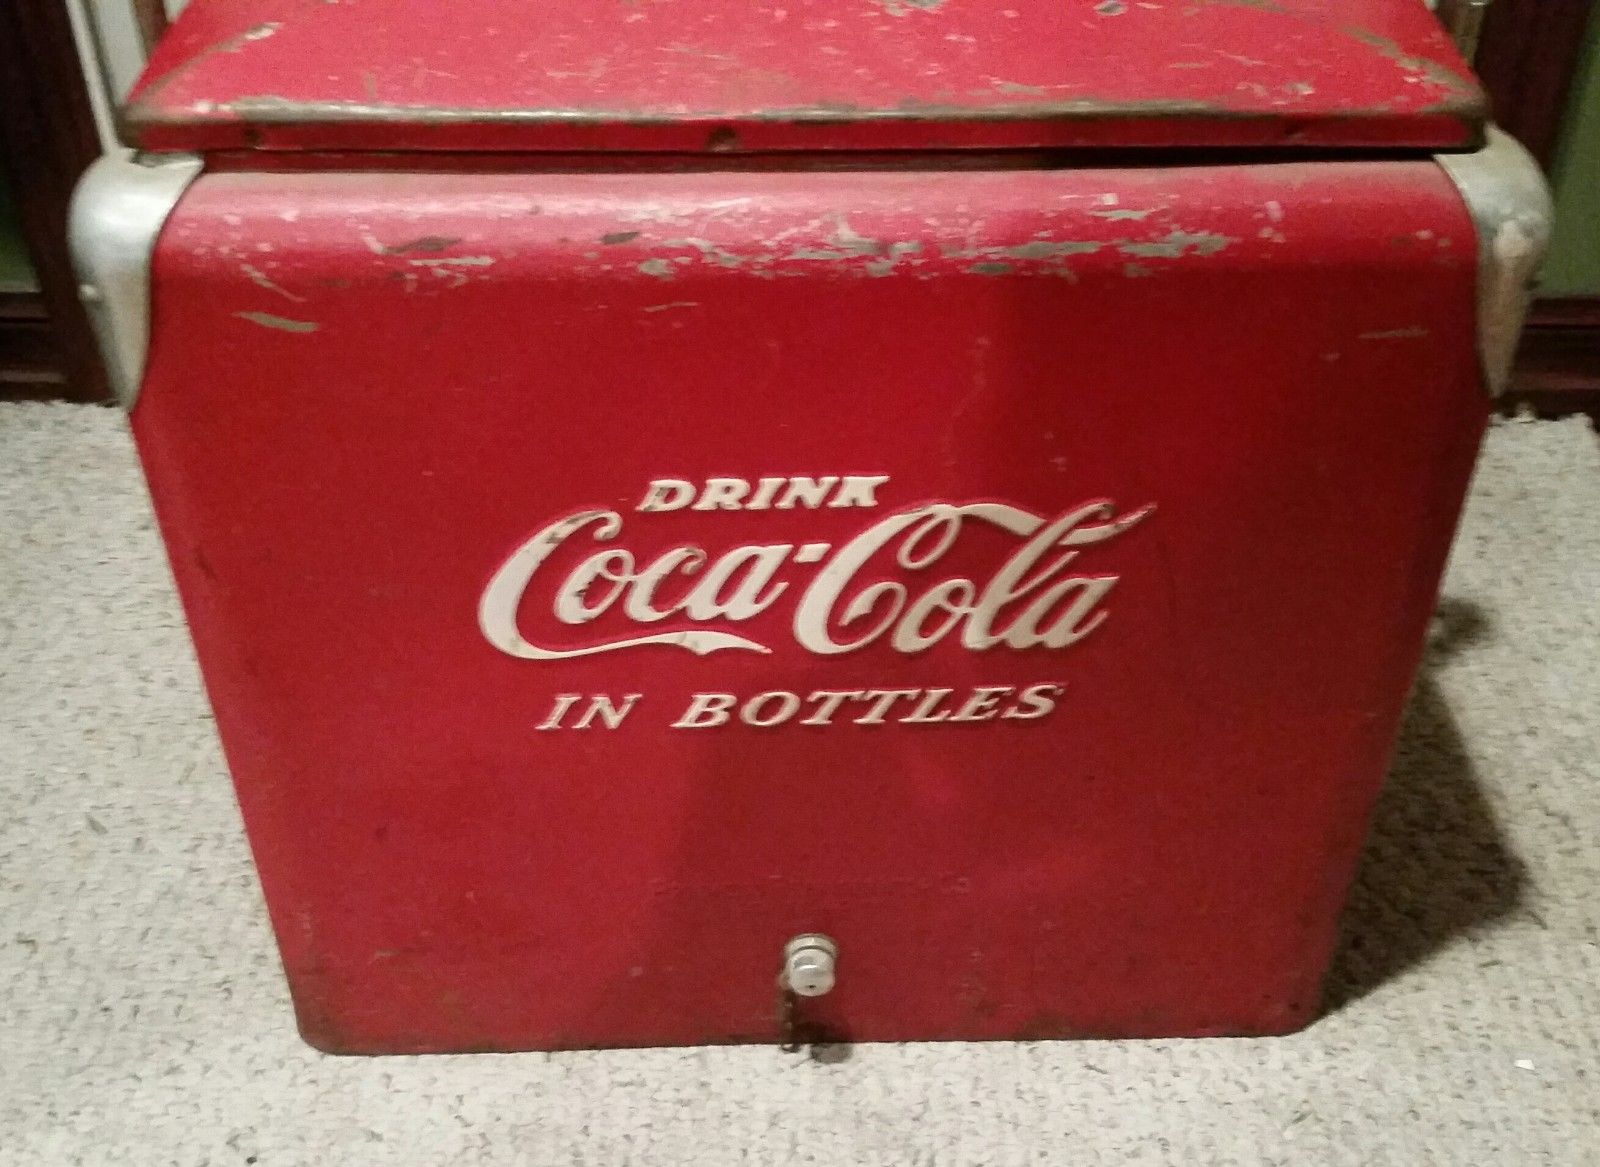 DRINK
Coca-Cola
IN BOTTLES